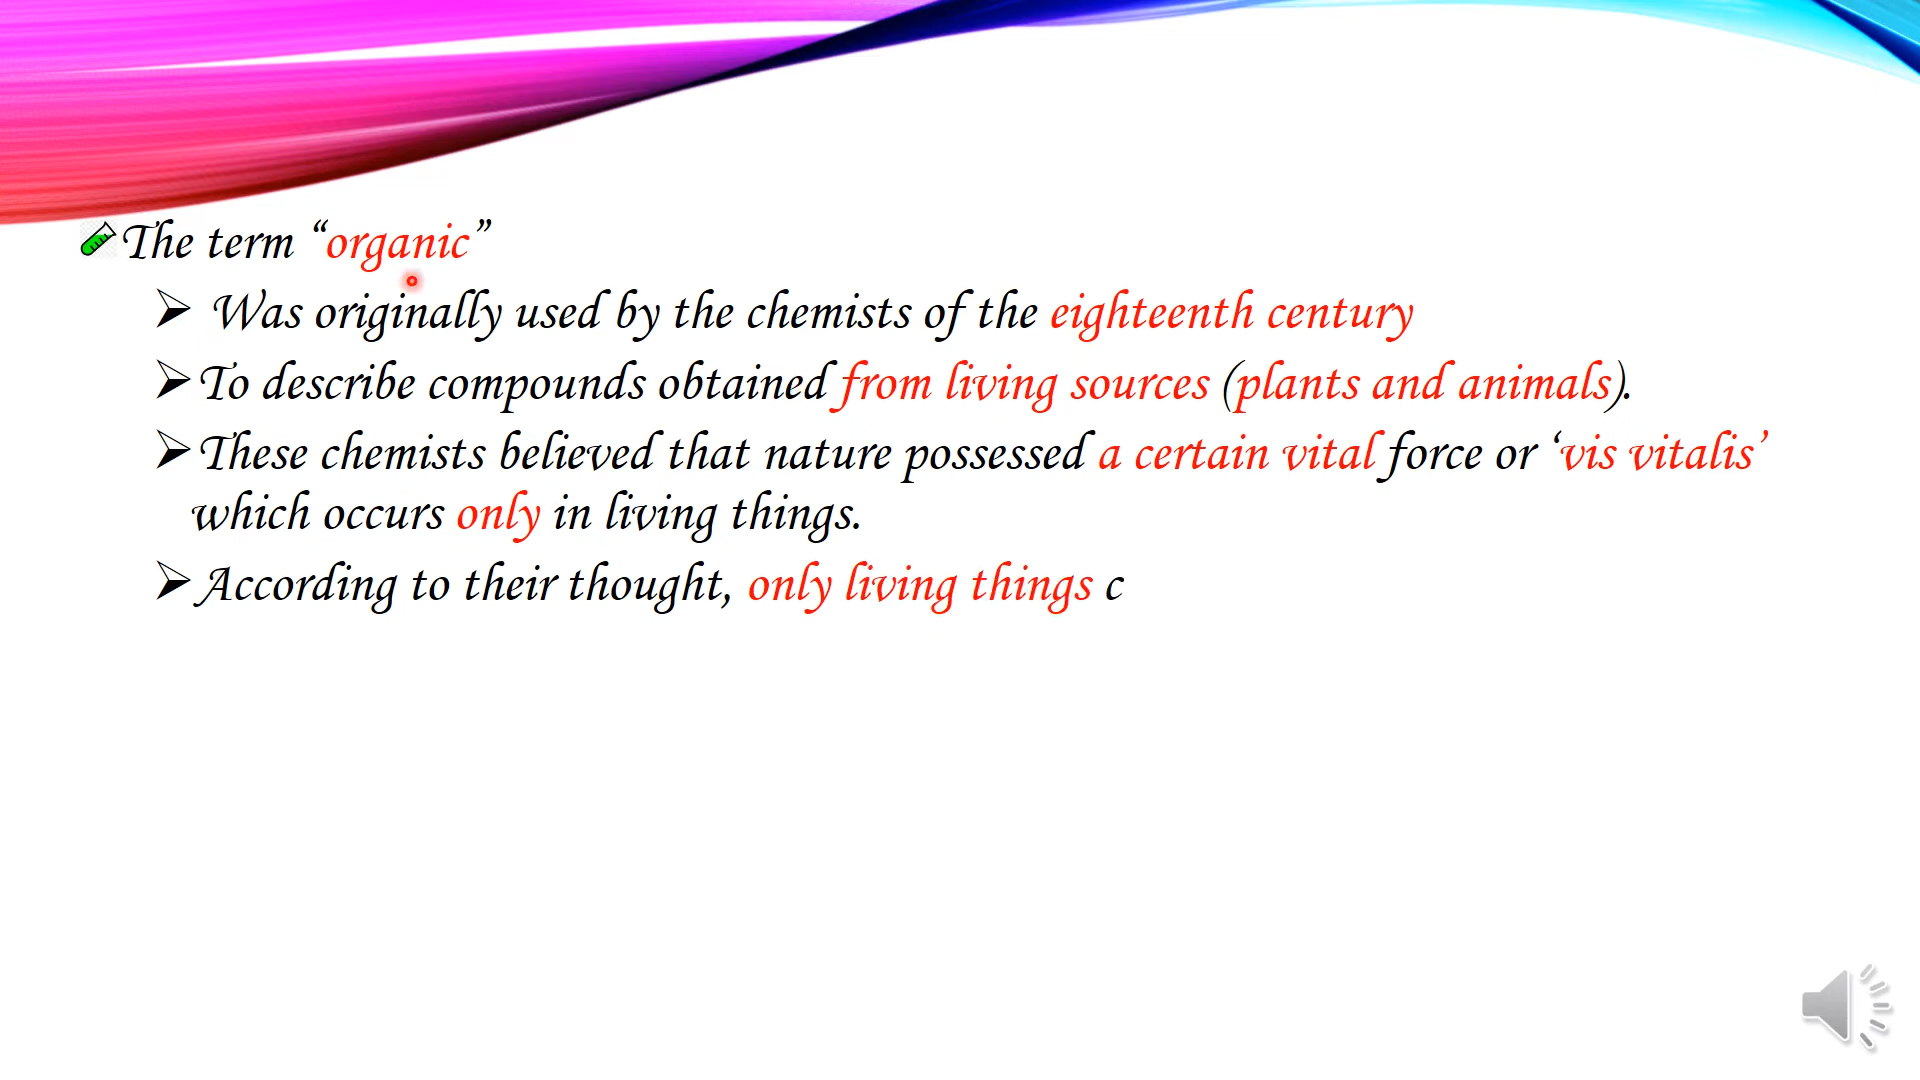 The term “organic”
Was originally used by the chemists of the eighteenth century
To describe compounds obtained from living sources (plants and animals).
These chemists believed that nature possessed a certain vital force or ‘vis vitalis’
which occurs only in living things.
According to their thought, only living things c